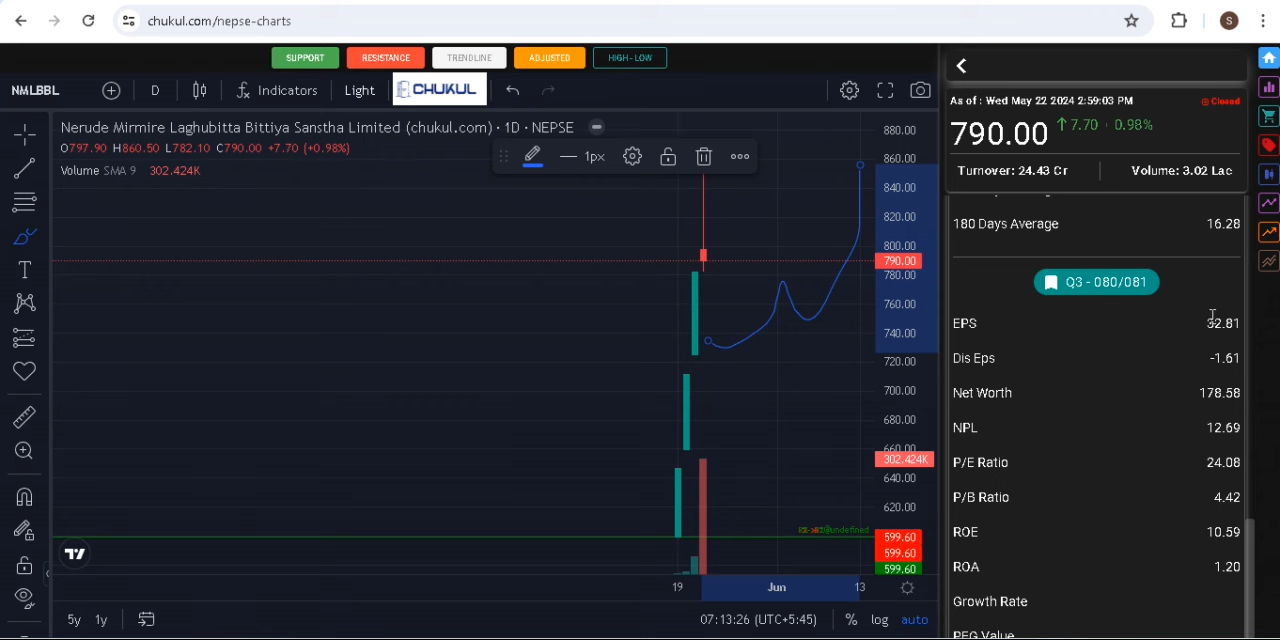 chukul.com/nepse-charts
S
SUPPORT
RESISTANCE
TRENDLINE
ADJUSTED
HIGH - LOW
NMLBBL
D
Indicators
Light
CHUKUL
Nerude Mirmire Laghubitta Bittiya Sanstha Limited (chukul.com) · 1D · NEPSE
O797.90 H860.50 L782.10 C790.00 +7.70 (+0.98%)
1px
Volume SMA 9 302.424K
880.00
860.00
840.00
820.00
800.00
790.00
780.00
760.00
740.00
720.00
700.00
680.00
660.00
302.424K
640.00
620.00
@undefined
599.60
599.60
599.60
19
Jun
13
5y 1y
07:13:26 (UTC+5:45)
% log auto
As of : Wed May 22 2024 2:59:03 PM
Closed
790.00 ↑ 7.70 · 0.98%
Turnover: 24.43 Cr
Volume: 3.02 Lac
180 Days Average 16.28
Q3 - 080/081
EPS 32.81
Dis Eps -1.61
Net Worth 178.58
NPL 12.69
P/E Ratio 24.08
P/B Ratio 4.42
ROE 10.59
ROA 1.20
Growth Rate
PEG Value